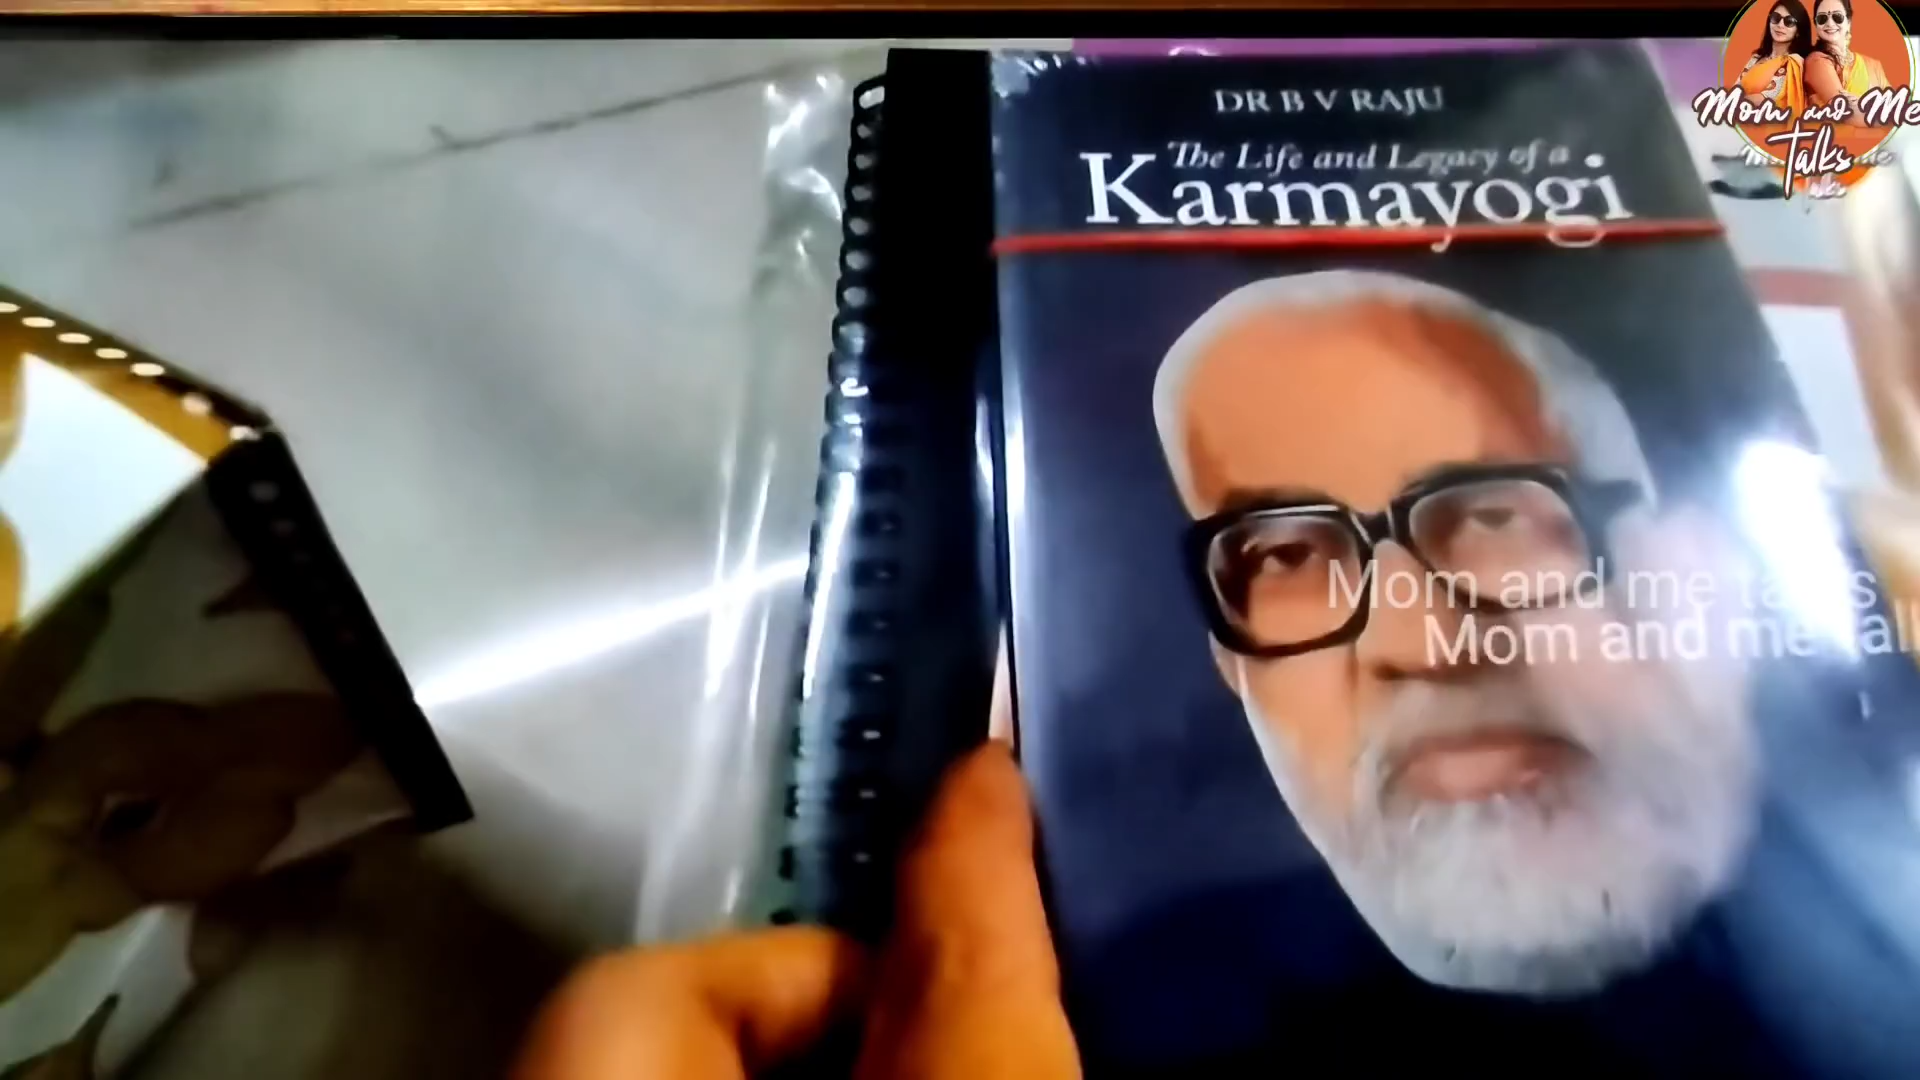 DR B V RAJU
The Life and Legacy of a
Karmayogi
Mom and Me
Talks
Mom and me talks
Mom and me talk